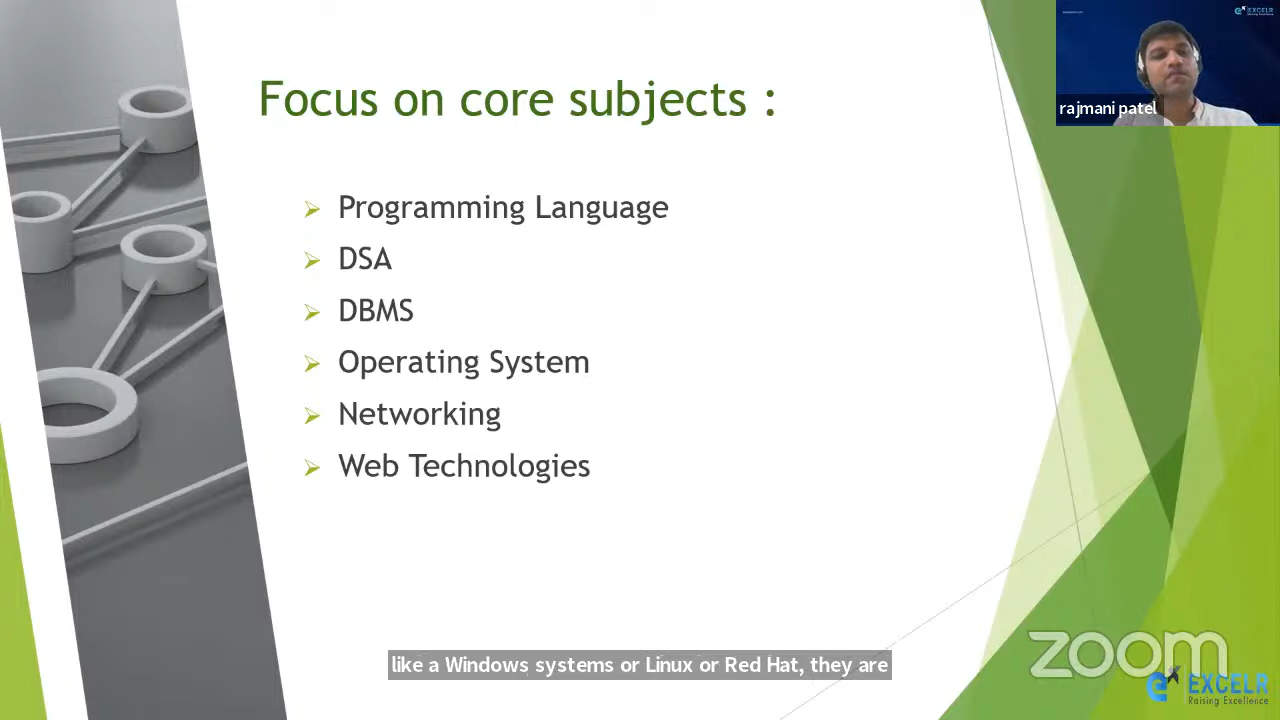 Focus on core subjects :
Programming Language
DSA
DBMS
Operating System
Networking
Web Technologies
EXCELR
rajmani patel
like a Windows systems or Linux or Red Hat, they are
zoom
EXCELR
Raising Excellence